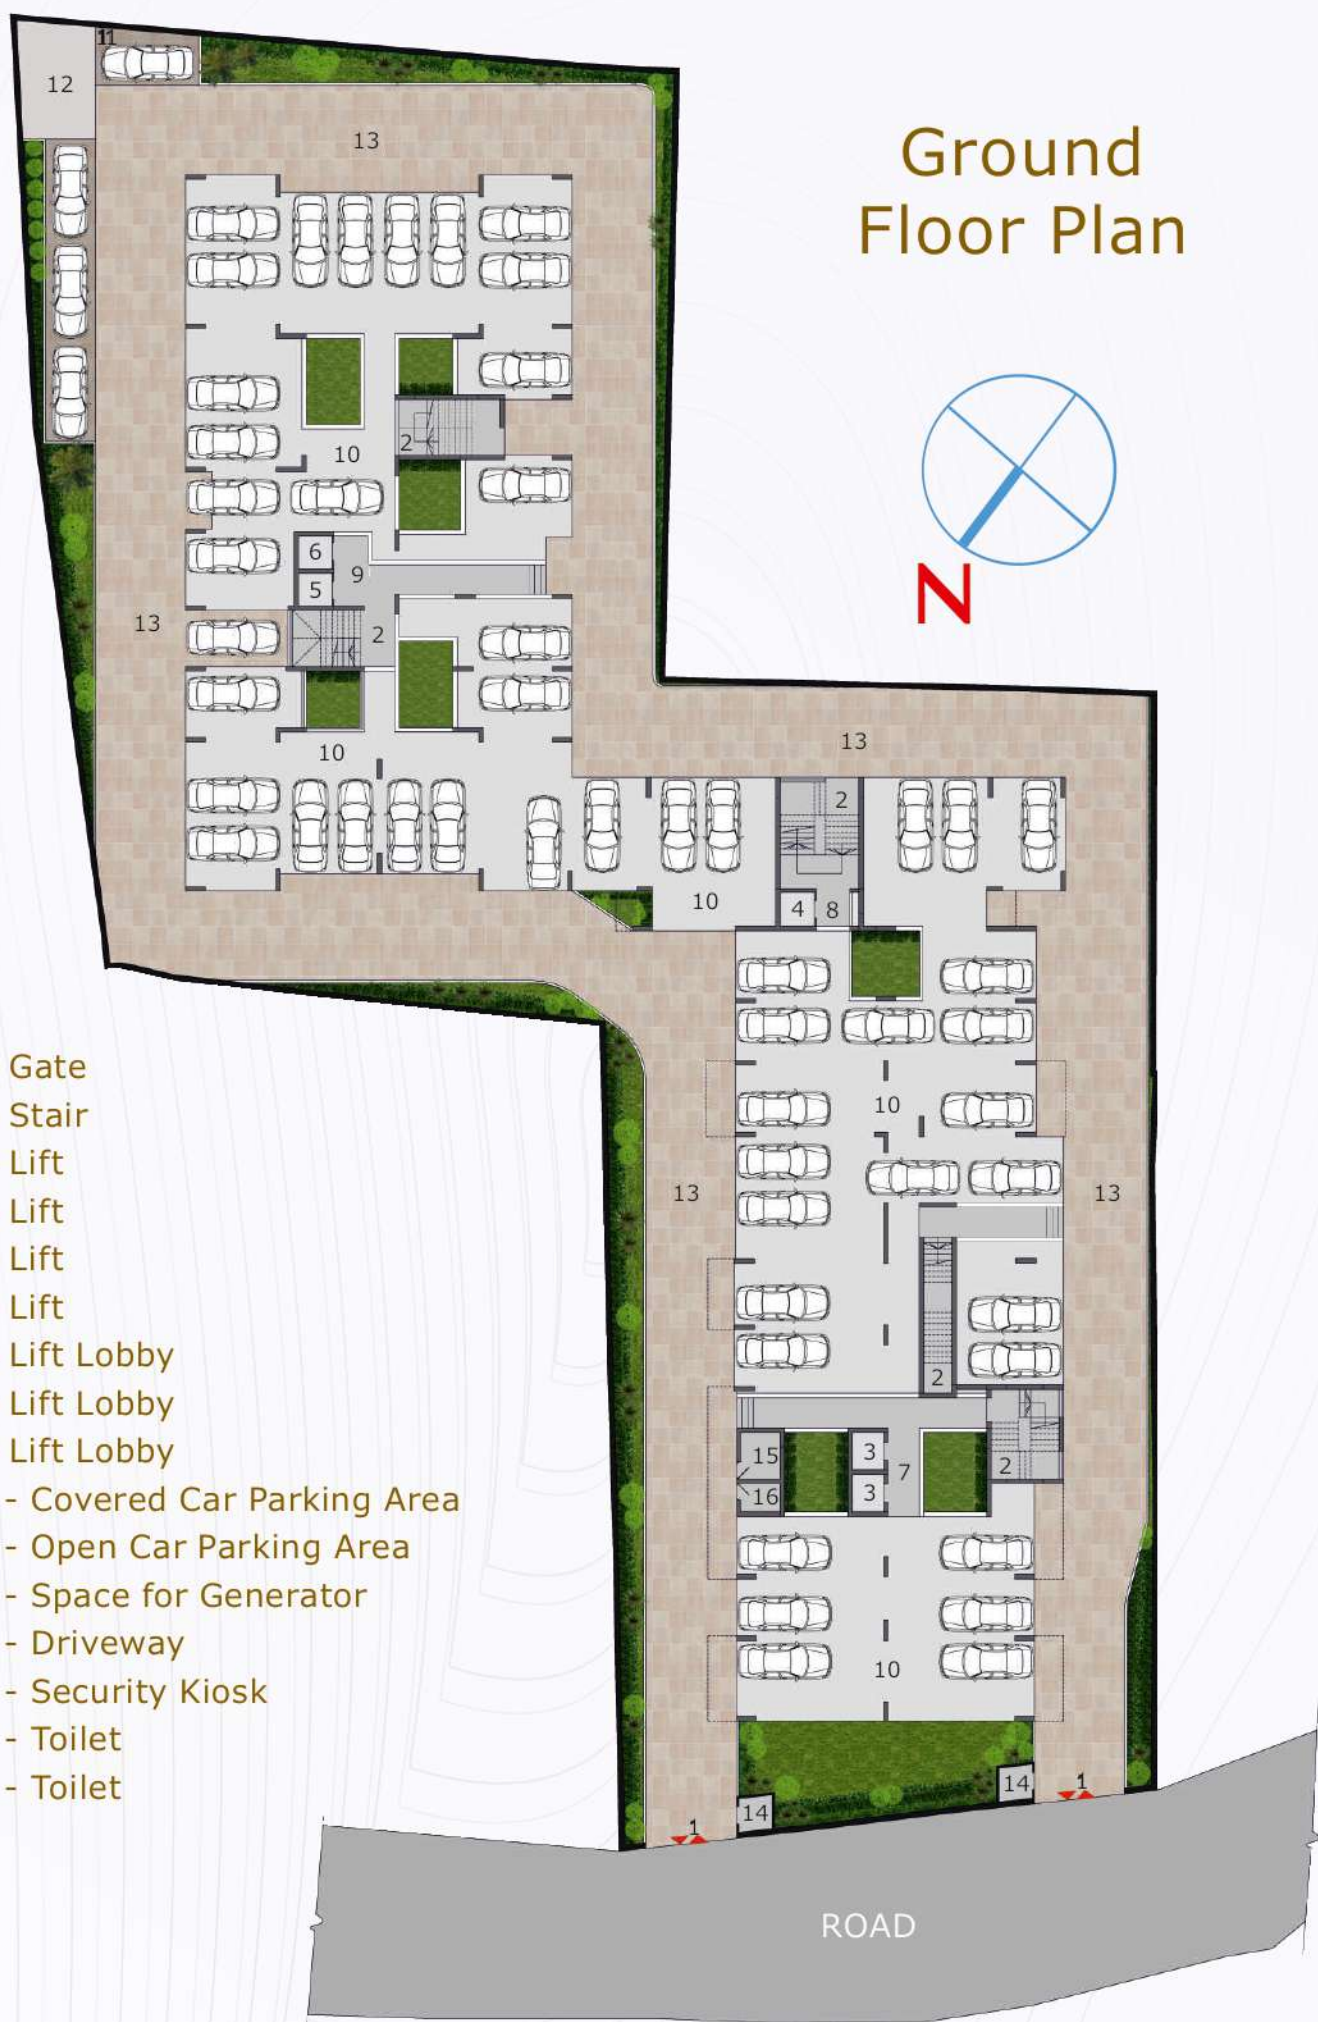 11
12
13
Ground
Floor Plan
2
10
6
9
5
N
13
2
10
13
2
10
4
8
Gate
10
Stair
Lift
13
13
Lift
Lift
Lift
Lift Lobby
2
Lift Lobby
Lift Lobby
15
3
7
2
- Covered Car Parking Area
16
3
- Open Car Parking Area
- Space for Generator
- Driveway
10
- Security Kiosk
- Toilet
- Toilet
14
1
14
1
ROAD